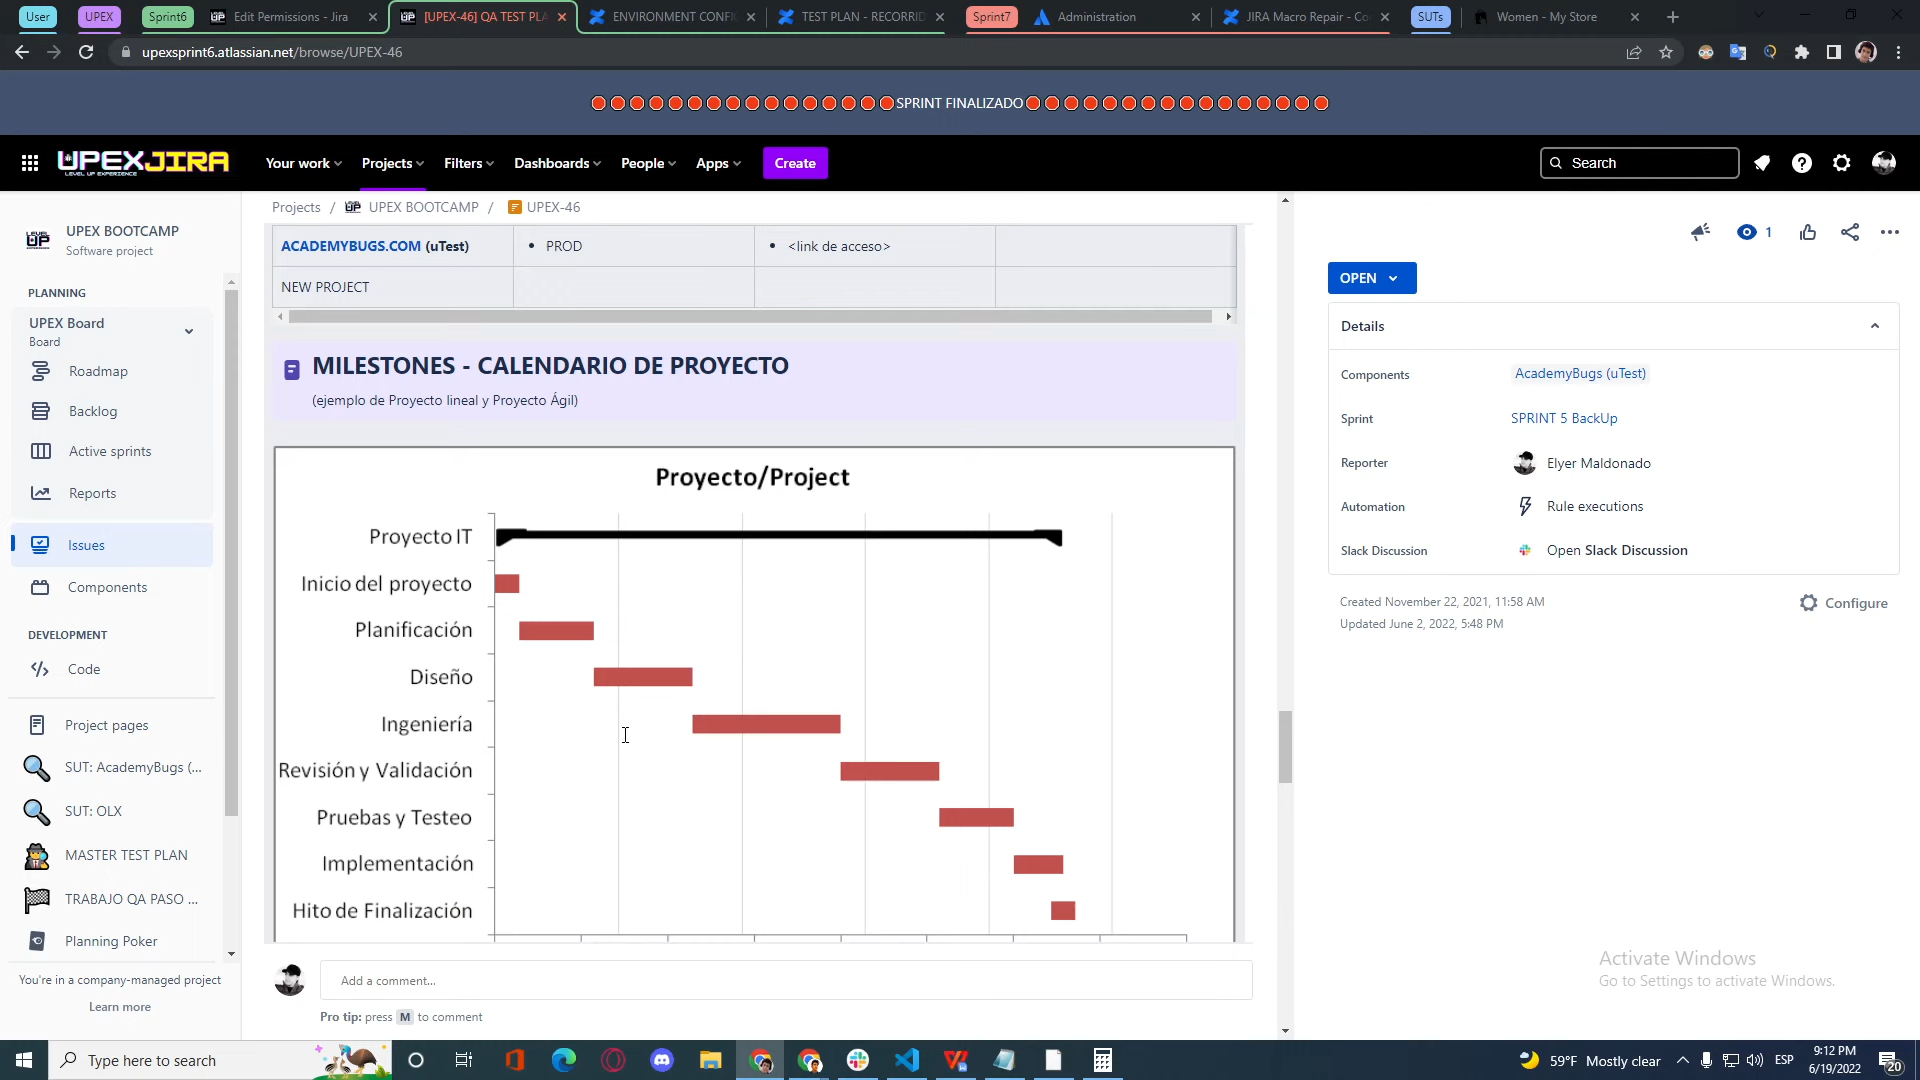 User
UPEX
Sprint6
Edit Permissions - Jira
[UPEX-46] QA TEST PLA
ENVIRONMENT CONFI
TEST PLAN - RECORRID
Sprint7
Administration
JIRA Macro Repair - Co
SUTs
Women - My Store
upexsprint6.atlassian.net/browse/UPEX-46
SPRINT FINALIZADO
UPEXJIRA
LEVEL UP EXPERIENCE
Your work
Projects
Filters
Dashboards
People
Apps
Create
Search
UPEX BOOTCAMP
Software project
PLANNING
UPEX Board
Board
Roadmap
Backlog
Active sprints
Reports
Issues
Components
DEVELOPMENT
Code
Project pages
SUT: AcademyBugs (...
SUT: OLX
MASTER TEST PLAN
TRABAJO QA PASO ...
Planning Poker
You're in a company-managed project
Learn more
Projects / UPEX BOOTCAMP / UPEX-46
ACADEMYBUGS.COM (uTest)
• PROD
• <link de acceso>
NEW PROJECT
MILESTONES - CALENDARIO DE PROYECTO
(ejemplo de Proyecto lineal y Proyecto Ágil)
Proyecto/Project
Proyecto IT
Inicio del proyecto
Planificación
Diseño
Ingeniería
Revisión y Validación
Pruebas y Testeo
Implementación
Hito de Finalización
Add a comment...
Pro tip: press M to comment
1
OPEN
Details
Components
AcademyBugs (uTest)
Sprint
SPRINT 5 BackUp
Reporter
Elyer Maldonado
Automation
Rule executions
Slack Discussion
Open Slack Discussion
Created November 22, 2021, 11:58 AM
Updated June 2, 2022, 5:48 PM
Configure
Activate Windows
Go to Settings to activate Windows.
Type here to search
59°F Mostly clear
ESP
9:12 PM
6/19/2022
20